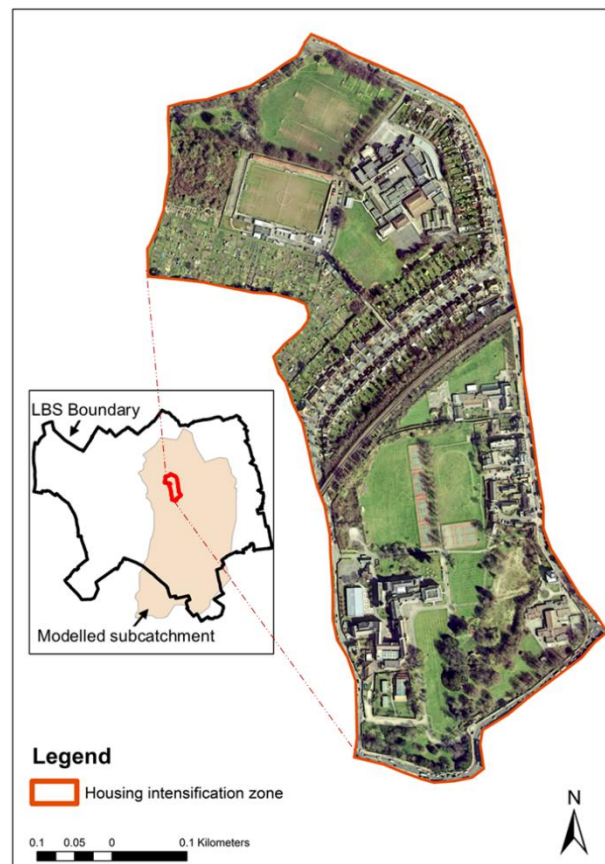 LBS Boundary
Modelled subcatchment
Legend
Housing intensification zone
N
0.1 0.05 0 0.1 Kilometers